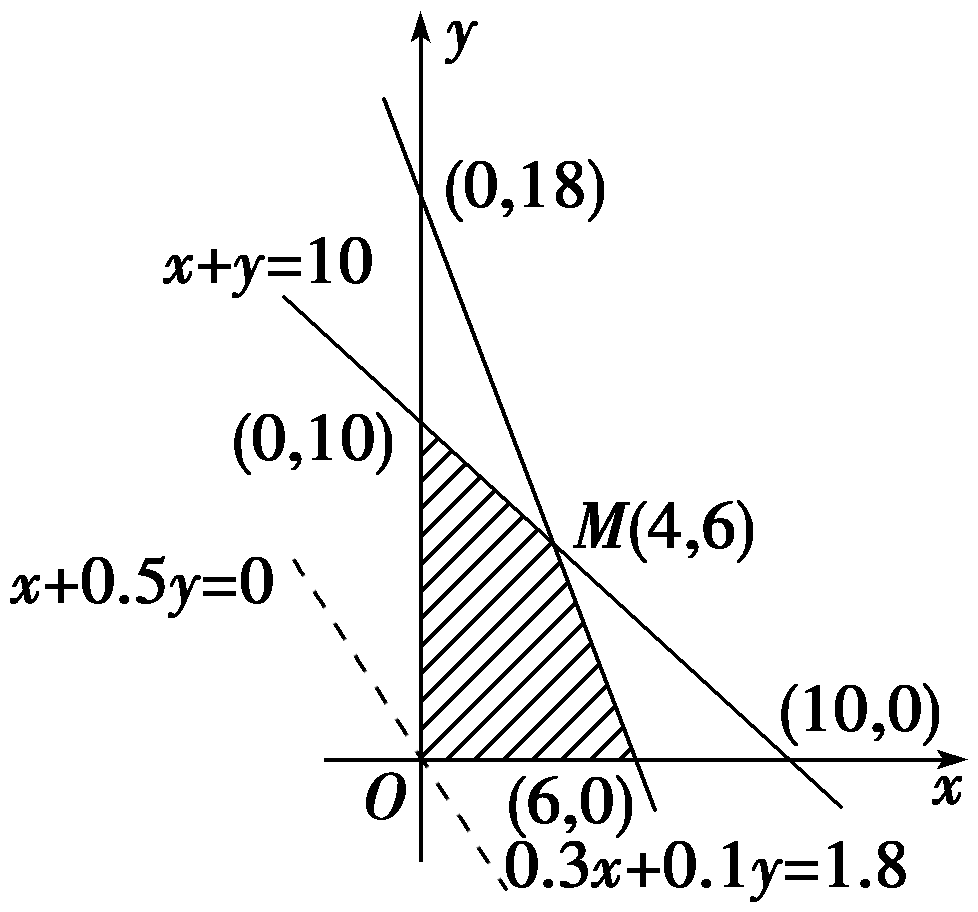 y
(0,18)
x+y=10
(0,10)
M(4,6)
x+0.5y=0
(10,0)
O
(6,0)
x
0.3x+0.1y=1.8